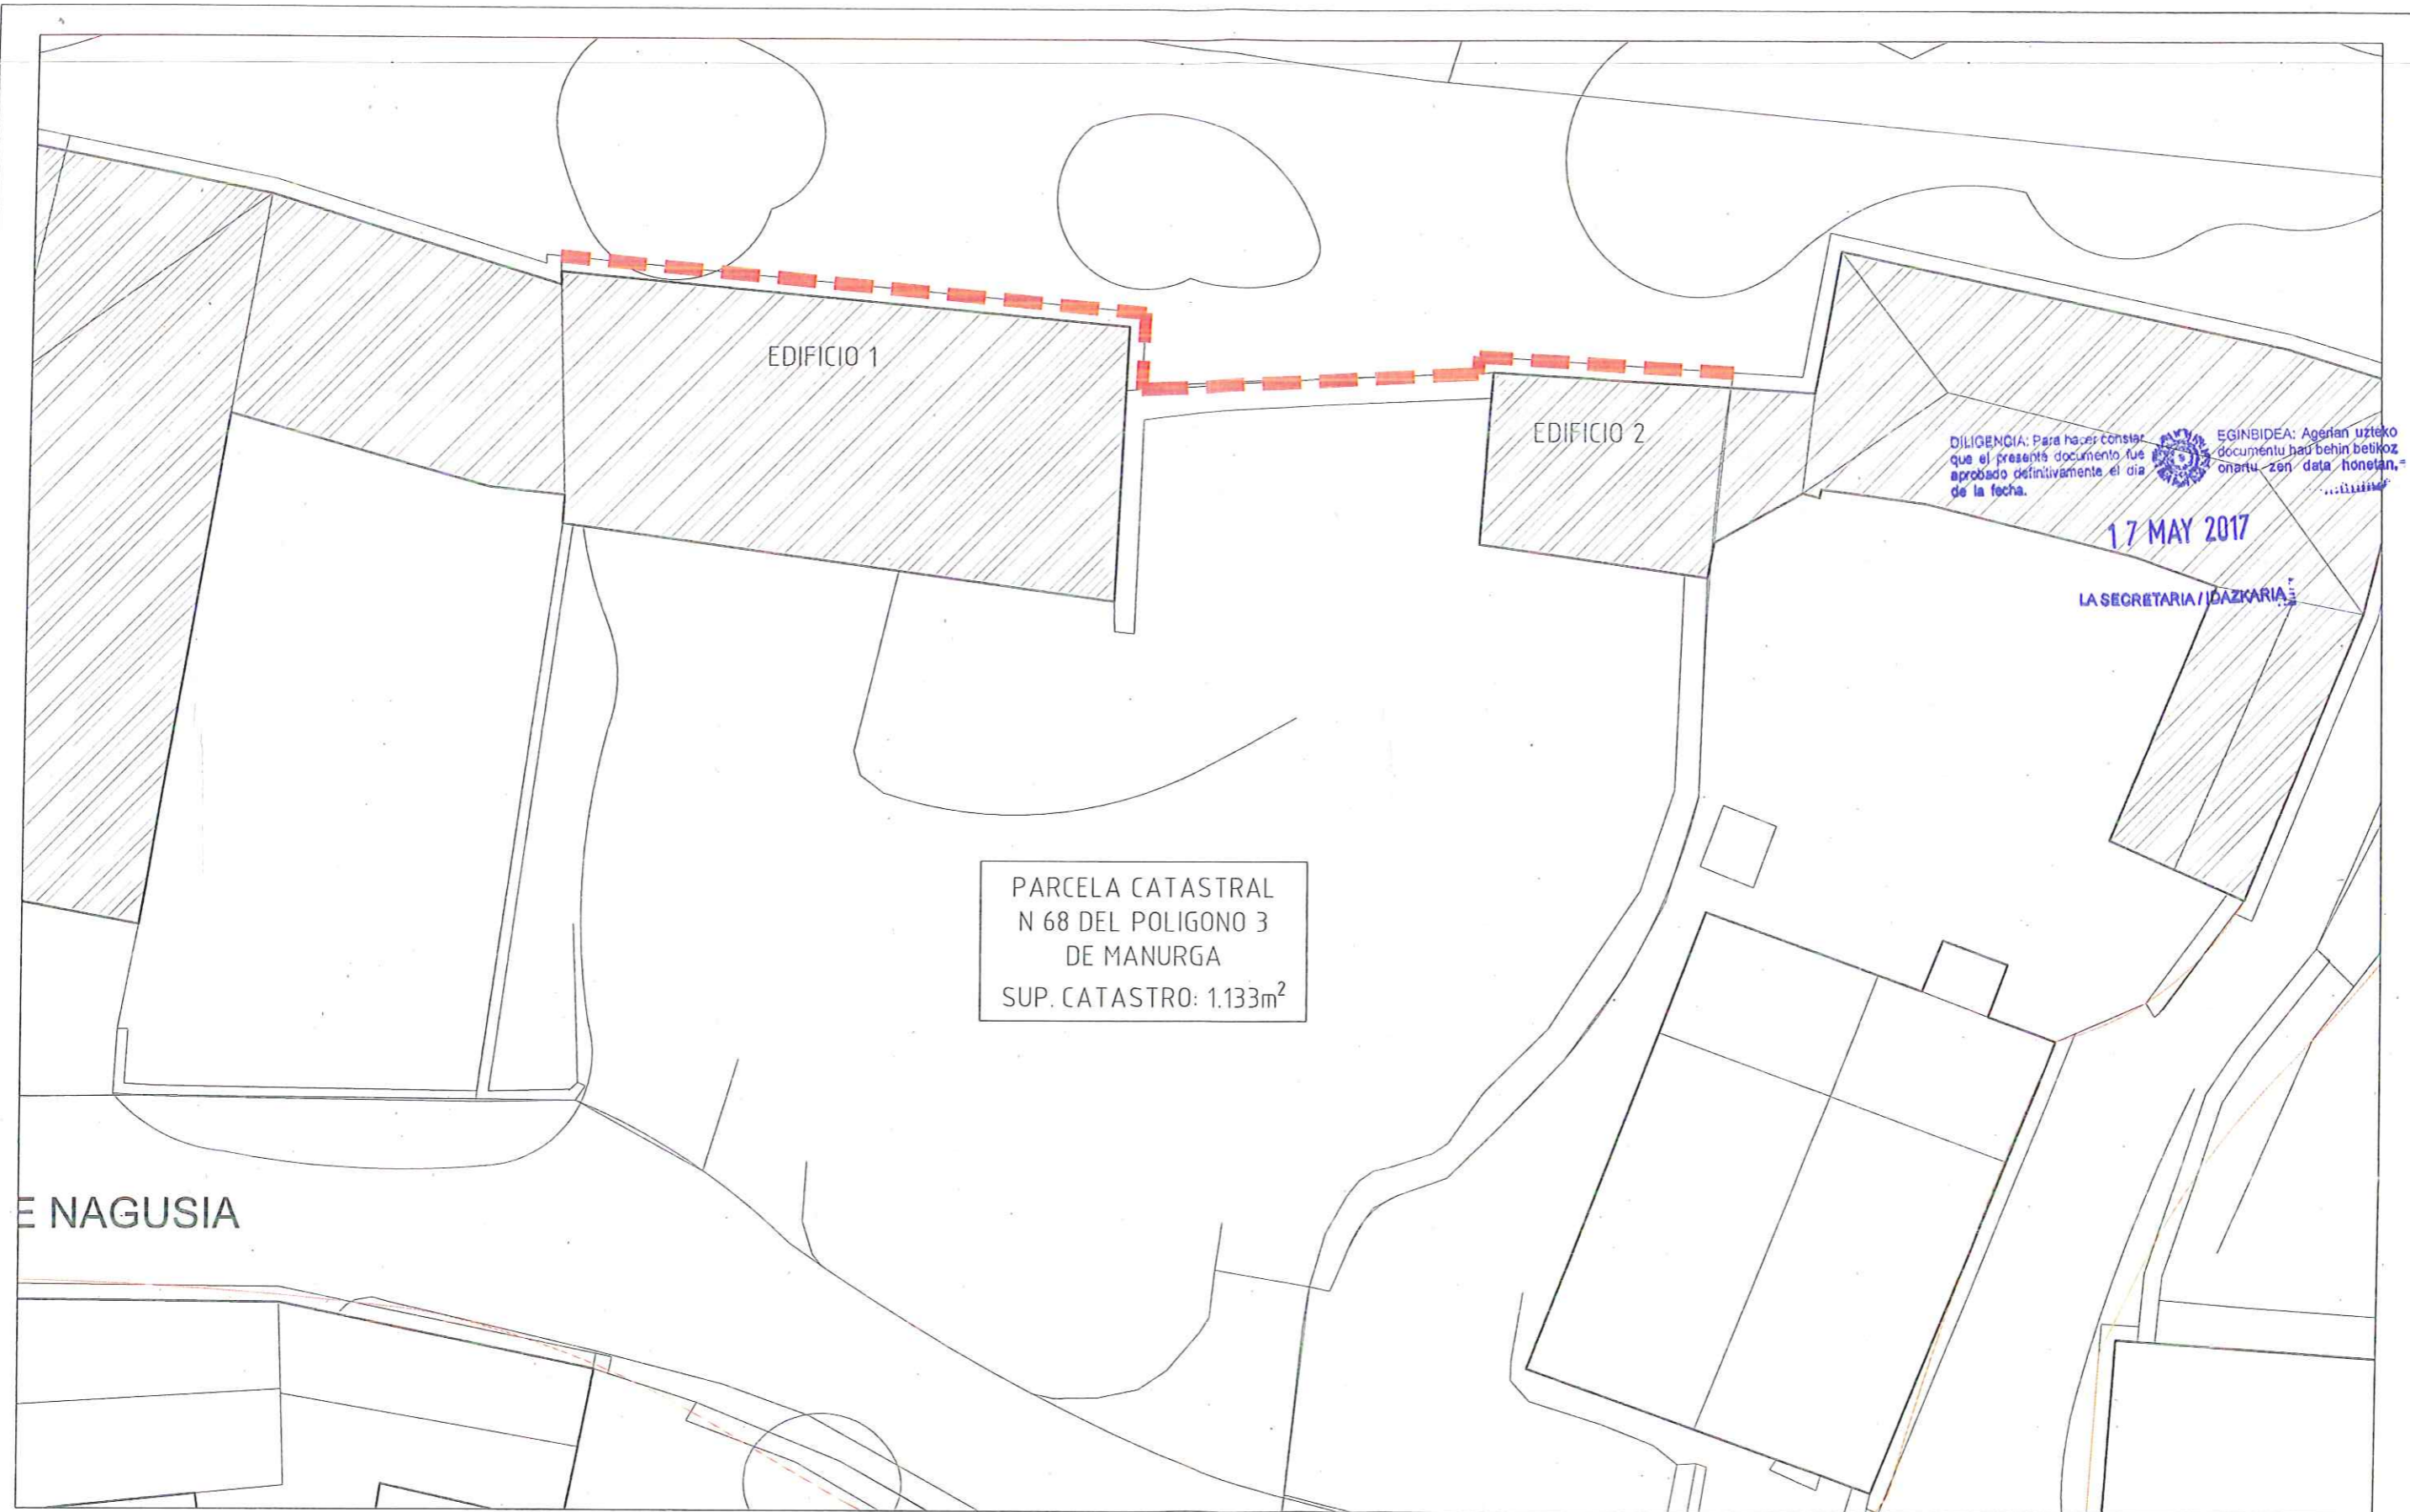 EDIFICIO 1
EDIFICIO 2
DILIGENCIA: Para hacer constar
que el presente documento fue
aprobado definitivamente el día
de la fecha.
EGINBIDEA: Agerian uzteko
documentu hau behin betikoz
onartu zen data honetan,
17 MAY 2017
LA SECRETARIA / IDAZKARIA
PARCELA CATASTRAL
N 68 DEL POLIGONO 3
DE MANURGA
SUP. CATASTRO: 1.133m²
E NAGUSIA